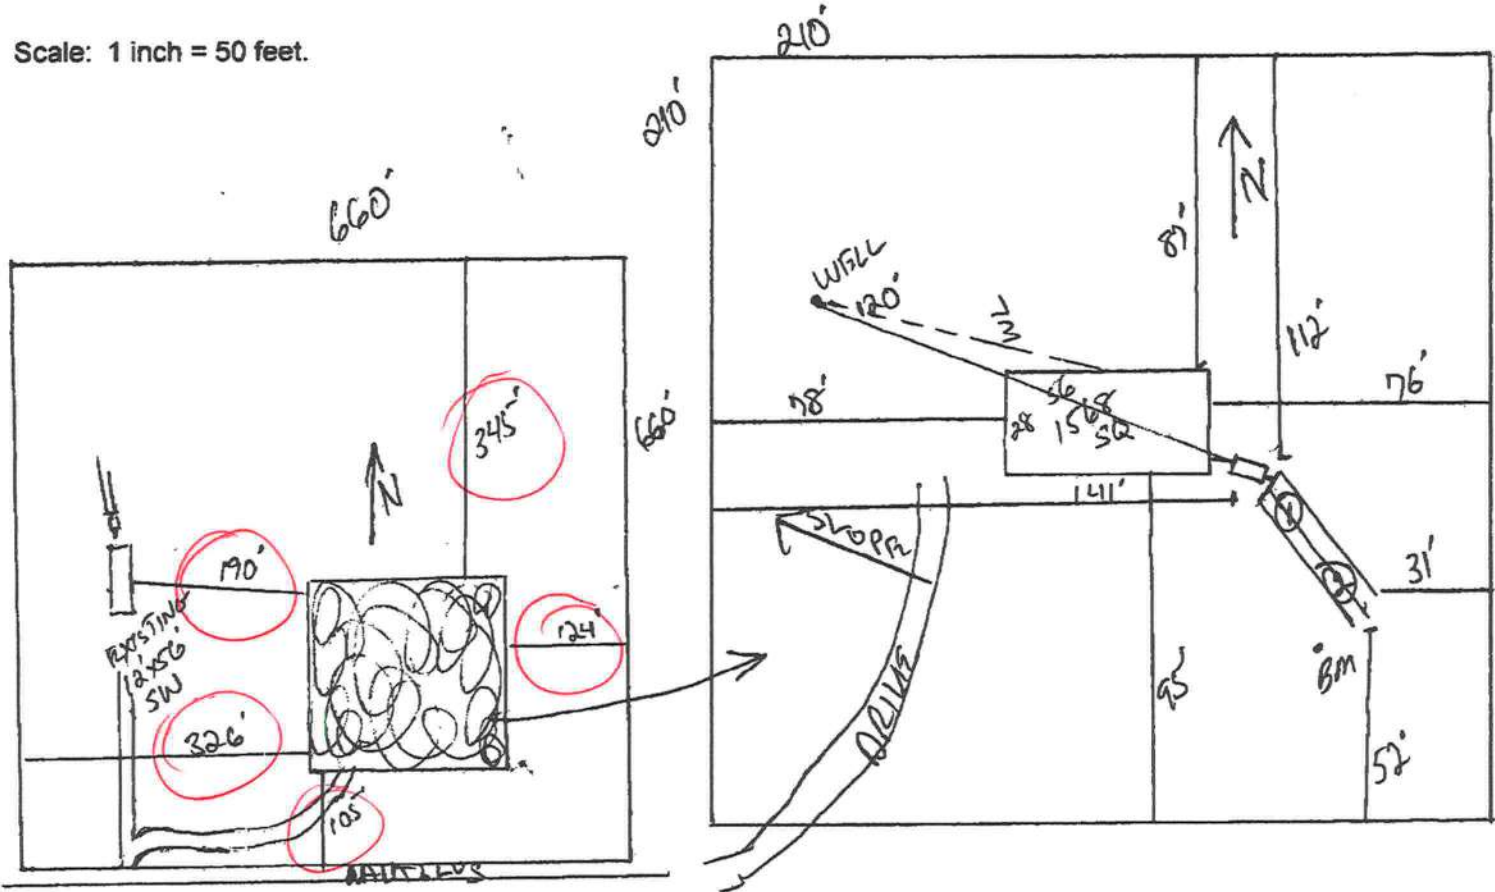 Scale: 1 inch = 50 feet.
660'
660'
345'
N
190'
124'
EXISTING
12'x56'
SW
326'
105'
NAUTILUS
210'
210'
WELL
120'
N
112'
78'
56
28
1568
SQ
76'
141'
SLOPE
31'
DRIVE
95'
BM
52'